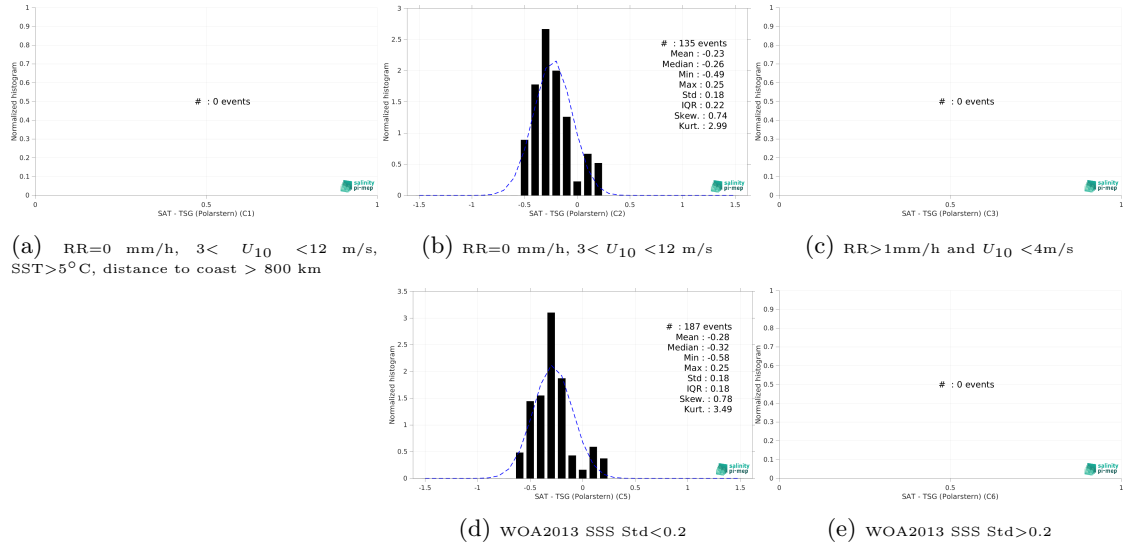 1
0.9
0.8
0.7
0.6
0.5
0.4
0.3
0.2
0.1
0
Normalized histogram
# : 0 events
salinity
pi-mep
0
0.5
1
SAT - TSG (Polarstern) (C1)
3
2.5
2
1.5
1
0.5
0
Normalized histogram
# : 135 events
Mean : -0.23
Median : -0.26
Min : -0.49
Max : 0.25
Std : 0.18
IQR : 0.22
Skew. : 0.74
Kurt. : 2.99
salinity
pi-mep
-1.5
-1
-0.5
0
0.5
1
1.5
SAT - TSG (Polarstern) (C2)
1
0.9
0.8
0.7
0.6
0.5
0.4
0.3
0.2
0.1
0
Normalized histogram
# : 0 events
salinity
pi-mep
0
0.5
1
SAT - TSG (Polarstern) (C3)
(a) RR=0 mm/h, 3< U10 <12 m/s,
SST>5°C, distance to coast > 800 km
(b) RR=0 mm/h, 3< U10 <12 m/s
(c) RR>1mm/h and U10 <4m/s
3.5
3
2.5
2
1.5
1
0.5
0
Normalized histogram
# : 187 events
Mean : -0.28
Median : -0.32
Min : -0.58
Max : 0.25
Std : 0.18
IQR : 0.18
Skew. : 0.78
Kurt. : 3.49
salinity
pi-mep
-1.5
-1
-0.5
0
0.5
1
1.5
SAT - TSG (Polarstern) (C5)
1
0.9
0.8
0.7
0.6
0.5
0.4
0.3
0.2
0.1
0
Normalized histogram
# : 0 events
salinity
pi-mep
0
0.5
1
SAT - TSG (Polarstern) (C6)
(d) WOA2013 SSS Std<0.2
(e) WOA2013 SSS Std>0.2